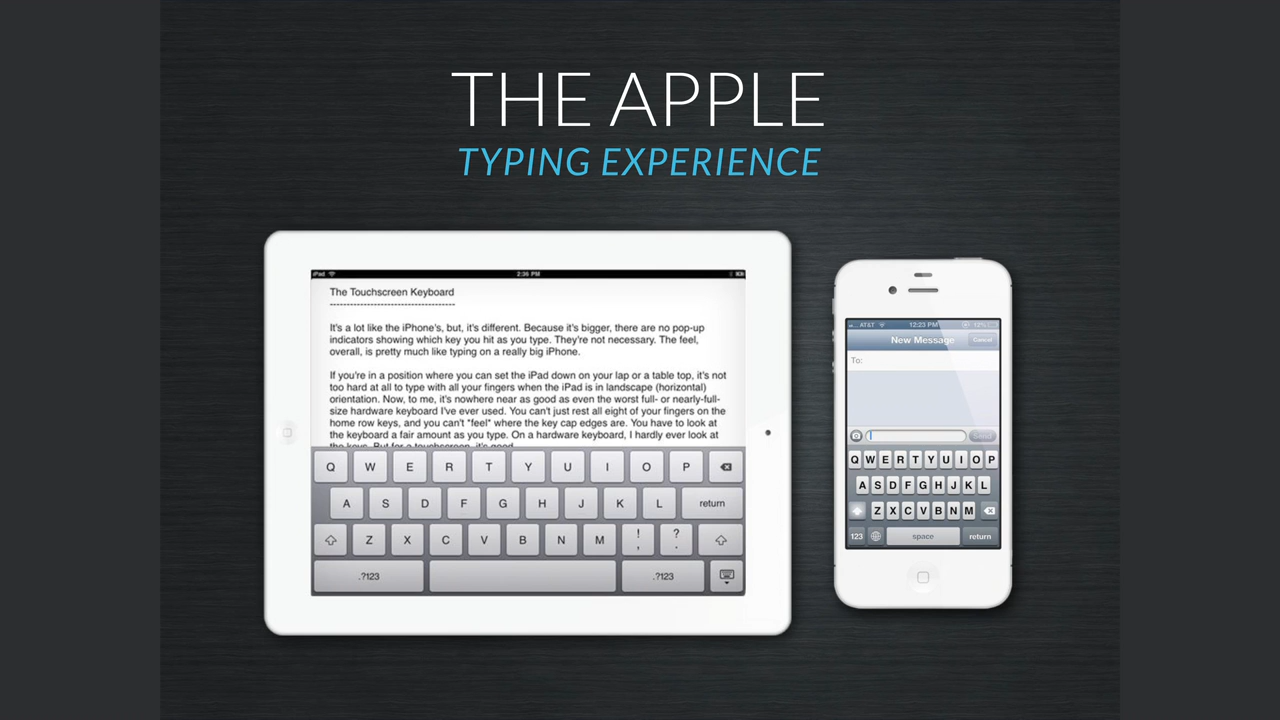 THE APPLE
TYPING EXPERIENCE
iPad 2:36 PM
The Touchscreen Keyboard
-------------------------------------
It's a lot like the iPhone's, but, it's different. Because it's bigger, there are no pop-up
indicators showing which key you hit as you type. They're not necessary. The feel,
overall, is pretty much like typing on a really big iPhone.
If you're in a position where you can set the iPad down on your lap or a table top, it's not
too hard at all to type with all your fingers when the iPad is in landscape (horizontal)
orientation. Now, to me, it's nowhere near as good as even the worst full- or nearly-full-
size hardware keyboard I've ever used. You can't just rest all eight of your fingers on the
home row keys, and you can't *feel* where the key cap edges are. You have to look at
the keyboard a fair amount as you type. On a hardware keyboard, I hardly ever look at
the keys. But for a touchscreen, it's good.
Q W E R T Y U I O P
A S D F G H J K L return
Z X C V B N M ! , ? .
.?123 .?123
AT&T 12:23 PM 12%
New Message Cancel
To:
Send
Q W E R T Y U I O P
A S D F G H J K L
Z X C V B N M
123 space return